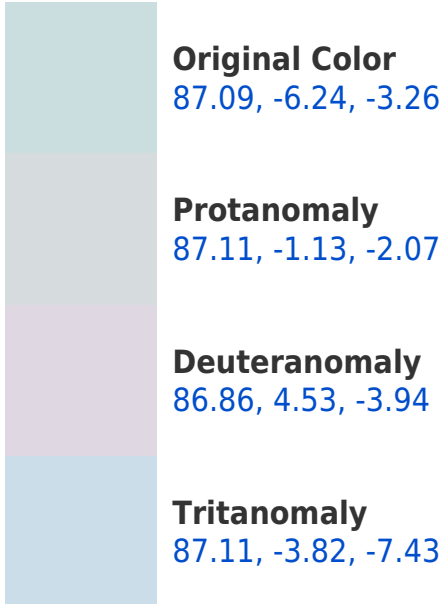 Original Color
87.09, -6.24, -3.26
Protanomaly
87.11, -1.13, -2.07
Deuteranomaly
86.86, 4.53, -3.94
Tritanomaly
87.11, -3.82, -7.43